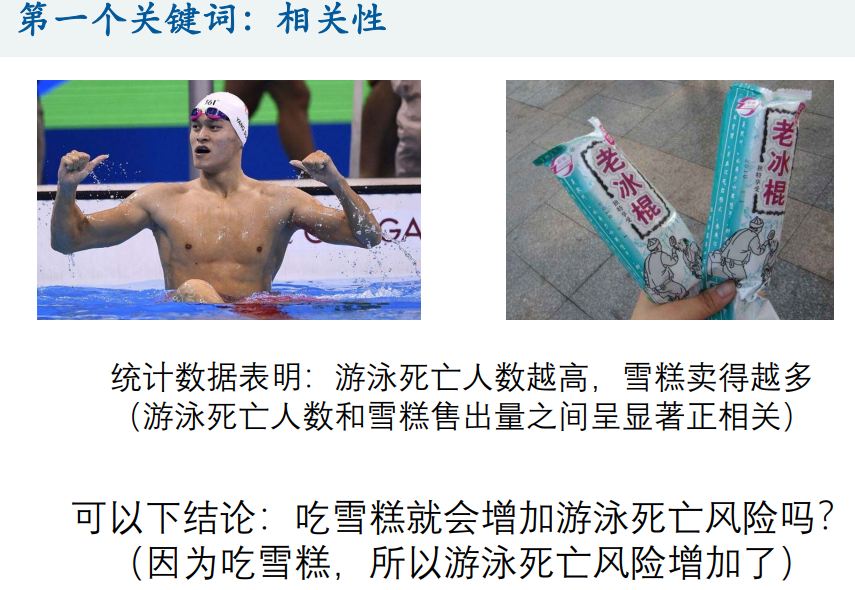 第一个关键词：相关性
361°
YANG
GA
老冰棍
老冰棍
统计数据表明：游泳死亡人数越高，雪糕卖得越多
（游泳死亡人数和雪糕售出量之间呈显著正相关）
可以下结论：吃雪糕就会增加游泳死亡风险吗？
（因为吃雪糕，所以游泳死亡风险增加了）